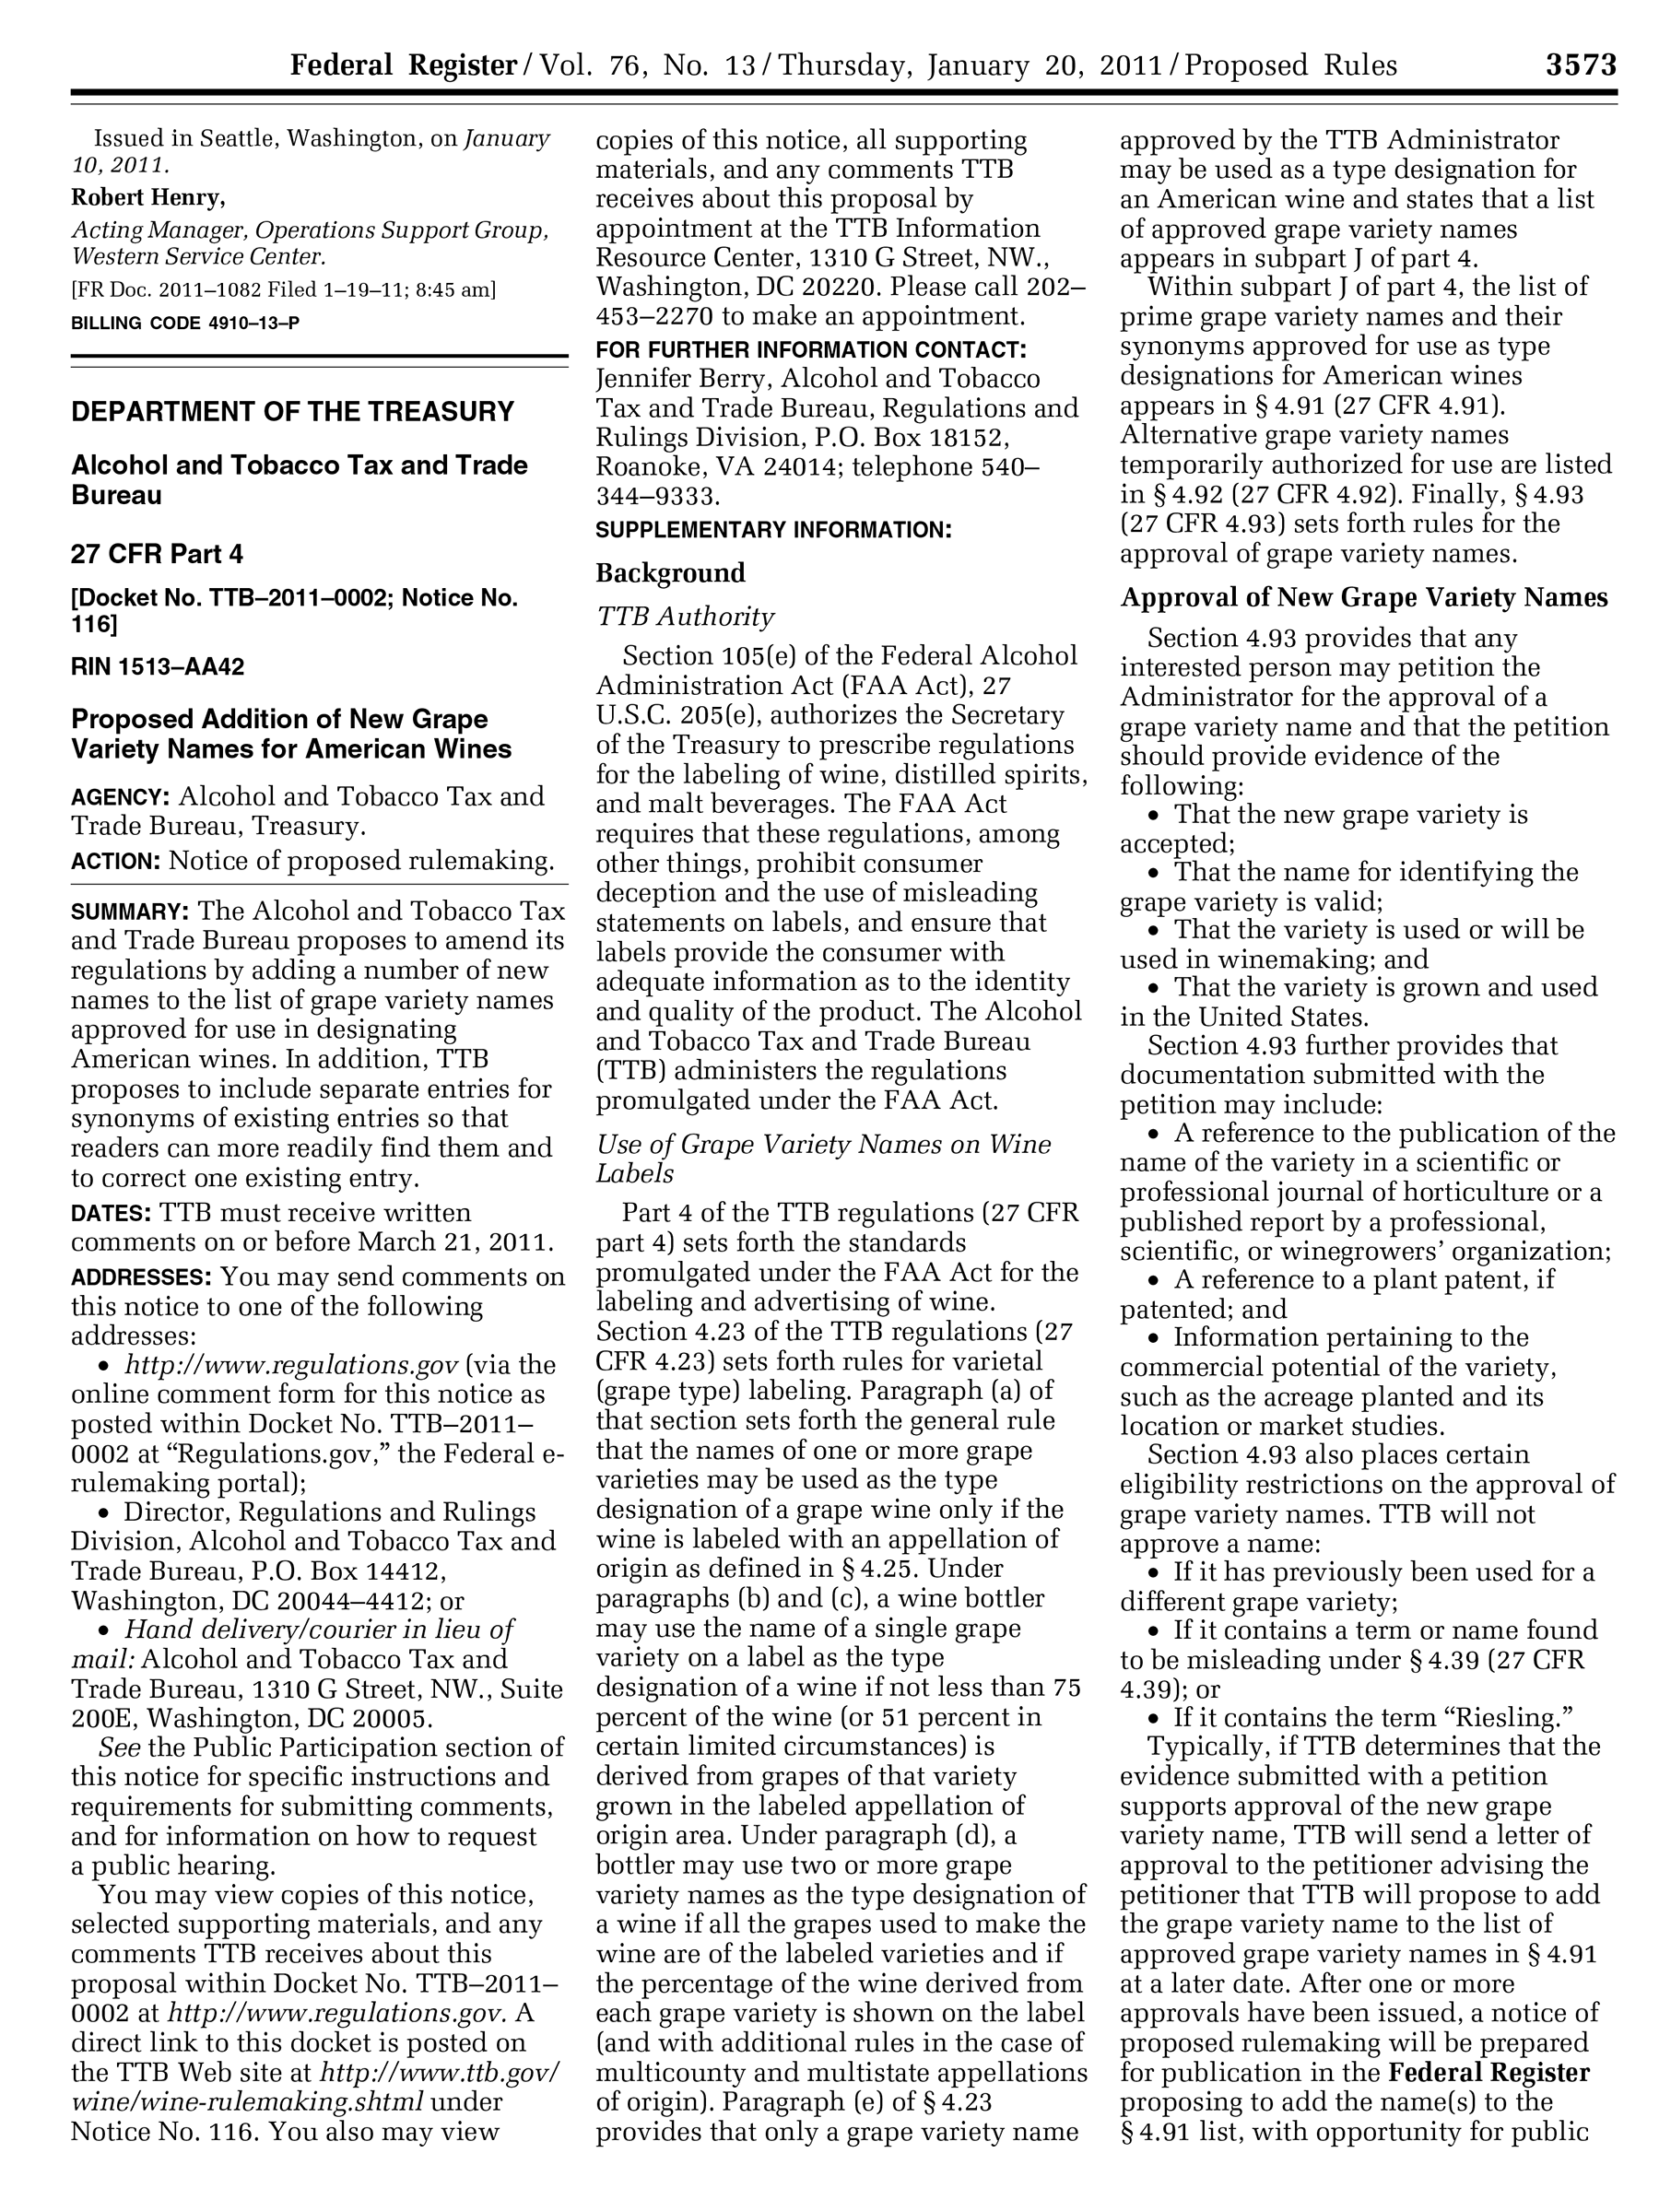 Federal Register / Vol. 76, No. 13 / Thursday, January 20, 2011 / Proposed Rules 3573
Issued in Seattle, Washington, on January
10, 2011.
Robert Henry,
Acting Manager, Operations Support Group,
Western Service Center.
[FR Doc. 2011–1082 Filed 1–19–11; 8:45 am]
BILLING CODE 4910–13–P
DEPARTMENT OF THE TREASURY
Alcohol and Tobacco Tax and Trade
Bureau
27 CFR Part 4
[Docket No. TTB–2011–0002; Notice No.
116]
RIN 1513–AA42
Proposed Addition of New Grape
Variety Names for American Wines
AGENCY: Alcohol and Tobacco Tax and
Trade Bureau, Treasury.
ACTION: Notice of proposed rulemaking.
SUMMARY: The Alcohol and Tobacco Tax
and Trade Bureau proposes to amend its
regulations by adding a number of new
names to the list of grape variety names
approved for use in designating
American wines. In addition, TTB
proposes to include separate entries for
synonyms of existing entries so that
readers can more readily find them and
to correct one existing entry.
DATES: TTB must receive written
comments on or before March 21, 2011.
ADDRESSES: You may send comments on
this notice to one of the following
addresses:
• http://www.regulations.gov (via the
online comment form for this notice as
posted within Docket No. TTB–2011–
0002 at “Regulations.gov,” the Federal e-
rulemaking portal);
• Director, Regulations and Rulings
Division, Alcohol and Tobacco Tax and
Trade Bureau, P.O. Box 14412,
Washington, DC 20044–4412; or
• Hand delivery/courier in lieu of
mail: Alcohol and Tobacco Tax and
Trade Bureau, 1310 G Street, NW., Suite
200E, Washington, DC 20005.
See the Public Participation section of
this notice for specific instructions and
requirements for submitting comments,
and for information on how to request
a public hearing.
You may view copies of this notice,
selected supporting materials, and any
comments TTB receives about this
proposal within Docket No. TTB–2011–
0002 at http://www.regulations.gov. A
direct link to this docket is posted on
the TTB Web site at http://www.ttb.gov/
wine/wine-rulemaking.shtml under
Notice No. 116. You also may view
copies of this notice, all supporting
materials, and any comments TTB
receives about this proposal by
appointment at the TTB Information
Resource Center, 1310 G Street, NW.,
Washington, DC 20220. Please call 202–
453–2270 to make an appointment.
FOR FURTHER INFORMATION CONTACT:
Jennifer Berry, Alcohol and Tobacco
Tax and Trade Bureau, Regulations and
Rulings Division, P.O. Box 18152,
Roanoke, VA 24014; telephone 540–
344–9333.
SUPPLEMENTARY INFORMATION:
Background
TTB Authority
Section 105(e) of the Federal Alcohol
Administration Act (FAA Act), 27
U.S.C. 205(e), authorizes the Secretary
of the Treasury to prescribe regulations
for the labeling of wine, distilled spirits,
and malt beverages. The FAA Act
requires that these regulations, among
other things, prohibit consumer
deception and the use of misleading
statements on labels, and ensure that
labels provide the consumer with
adequate information as to the identity
and quality of the product. The Alcohol
and Tobacco Tax and Trade Bureau
(TTB) administers the regulations
promulgated under the FAA Act.
Use of Grape Variety Names on Wine
Labels
Part 4 of the TTB regulations (27 CFR
part 4) sets forth the standards
promulgated under the FAA Act for the
labeling and advertising of wine.
Section 4.23 of the TTB regulations (27
CFR 4.23) sets forth rules for varietal
(grape type) labeling. Paragraph (a) of
that section sets forth the general rule
that the names of one or more grape
varieties may be used as the type
designation of a grape wine only if the
wine is labeled with an appellation of
origin as defined in § 4.25. Under
paragraphs (b) and (c), a wine bottler
may use the name of a single grape
variety on a label as the type
designation of a wine if not less than 75
percent of the wine (or 51 percent in
certain limited circumstances) is
derived from grapes of that variety
grown in the labeled appellation of
origin area. Under paragraph (d), a
bottler may use two or more grape
variety names as the type designation of
a wine if all the grapes used to make the
wine are of the labeled varieties and if
the percentage of the wine derived from
each grape variety is shown on the label
(and with additional rules in the case of
multicounty and multistate appellations
of origin). Paragraph (e) of § 4.23
provides that only a grape variety name
approved by the TTB Administrator
may be used as a type designation for
an American wine and states that a list
of approved grape variety names
appears in subpart J of part 4.
Within subpart J of part 4, the list of
prime grape variety names and their
synonyms approved for use as type
designations for American wines
appears in § 4.91 (27 CFR 4.91).
Alternative grape variety names
temporarily authorized for use are listed
in § 4.92 (27 CFR 4.92). Finally, § 4.93
(27 CFR 4.93) sets forth rules for the
approval of grape variety names.
Approval of New Grape Variety Names
Section 4.93 provides that any
interested person may petition the
Administrator for the approval of a
grape variety name and that the petition
should provide evidence of the
following:
• That the new grape variety is
accepted;
• That the name for identifying the
grape variety is valid;
• That the variety is used or will be
used in winemaking; and
• That the variety is grown and used
in the United States.
Section 4.93 further provides that
documentation submitted with the
petition may include:
• A reference to the publication of the
name of the variety in a scientific or
professional journal of horticulture or a
published report by a professional,
scientific, or winegrowers’ organization;
• A reference to a plant patent, if
patented; and
• Information pertaining to the
commercial potential of the variety,
such as the acreage planted and its
location or market studies.
Section 4.93 also places certain
eligibility restrictions on the approval of
grape variety names. TTB will not
approve a name:
• If it has previously been used for a
different grape variety;
• If it contains a term or name found
to be misleading under § 4.39 (27 CFR
4.39); or
• If it contains the term “Riesling.”
Typically, if TTB determines that the
evidence submitted with a petition
supports approval of the new grape
variety name, TTB will send a letter of
approval to the petitioner advising the
petitioner that TTB will propose to add
the grape variety name to the list of
approved grape variety names in § 4.91
at a later date. After one or more
approvals have been issued, a notice of
proposed rulemaking will be prepared
for publication in the Federal Register
proposing to add the name(s) to the
§ 4.91 list, with opportunity for public